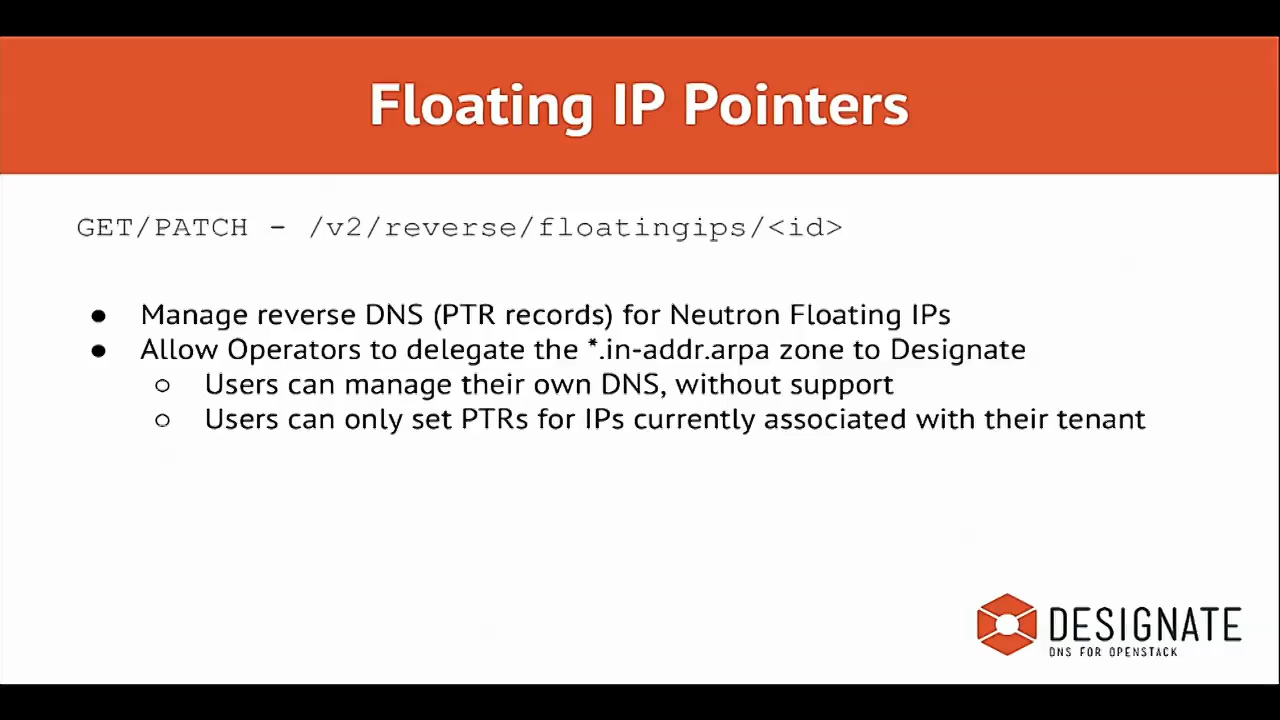 Floating IP Pointers
GET/PATCH - /v2/reverse/floatingips/<id>
● Manage reverse DNS (PTR records) for Neutron Floating IPs
● Allow Operators to delegate the *.in-addr.arpa zone to Designate
○ Users can manage their own DNS, without support
○ Users can only set PTRs for IPs currently associated with their tenant
DESIGNATE
DNS FOR OPENSTACK